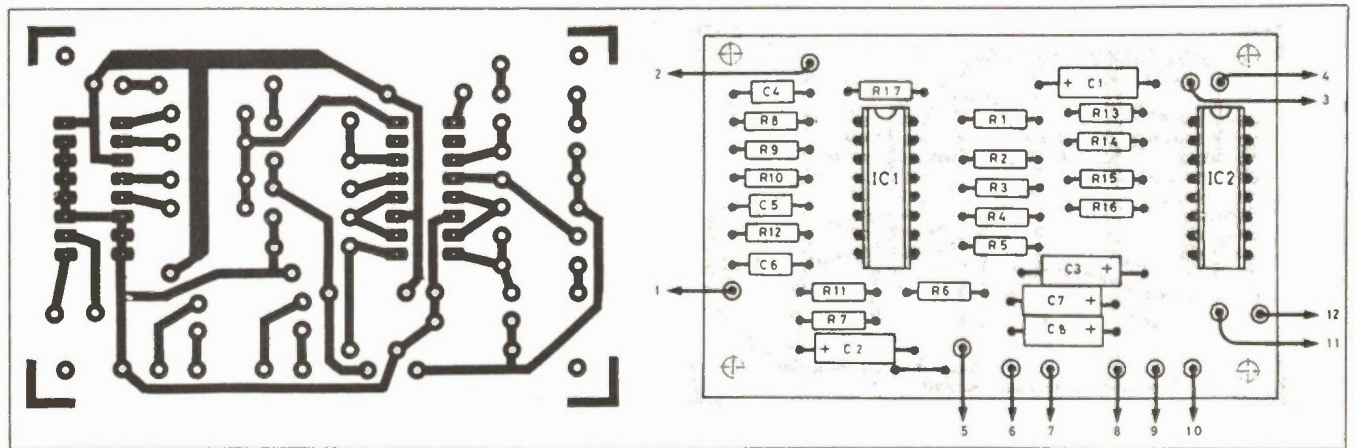 2
4
C4
R17
+ C1
3
R8
R1
R13
R9
R14
R2
R10
IC1
R3
R15
IC2
C5
R4
R16
R12
R5
C6
C3 +
1
R11
R6
C7 +
12
R7
C8 +
11
+ C2
5
6
7
8
9
10